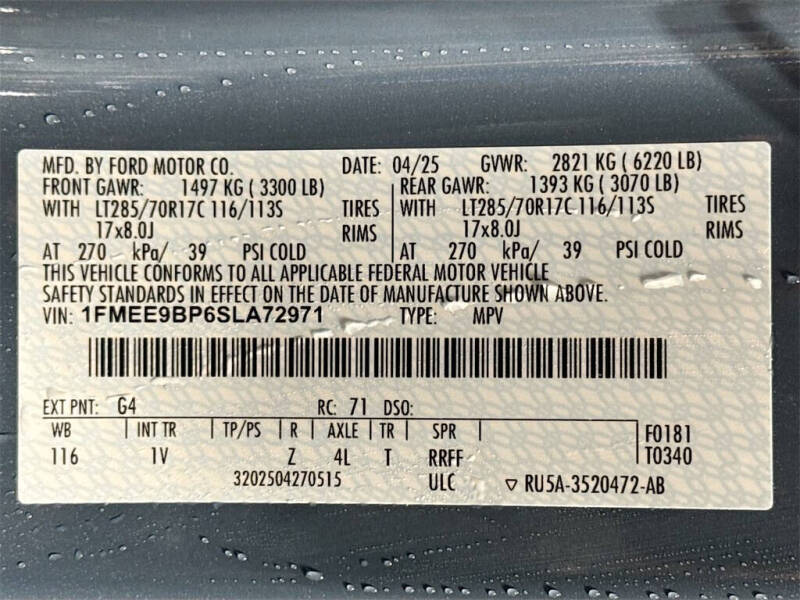 MFD. BY FORD MOTOR CO. DATE: 04/25 GVWR: 2821 KG ( 6220 LB)
FRONT GAWR: 1497 KG ( 3300 LB) REAR GAWR: 1393 KG ( 3070 LB)
WITH LT285/70R17C 116/113S TIRES WITH LT285/70R17C 116/113S TIRES
17x8.0J RIMS 17x8.0J RIMS
AT 270 kPa/ 39 PSI COLD AT 270 kPa/ 39 PSI COLD
THIS VEHICLE CONFORMS TO ALL APPLICABLE FEDERAL MOTOR VEHICLE
SAFETY STANDARDS IN EFFECT ON THE DATE OF MANUFACTURE SHOWN ABOVE.
VIN: 1FMEE9BP6SLA72971 TYPE: MPV
EXT PNT: G4 RC: 71 DSO:
WB INT TR TP/PS R AXLE TR SPR F0181
116 1V Z 4L T RRFF T0340
3202504270515 ULC ▽ RU5A-3520472-AB